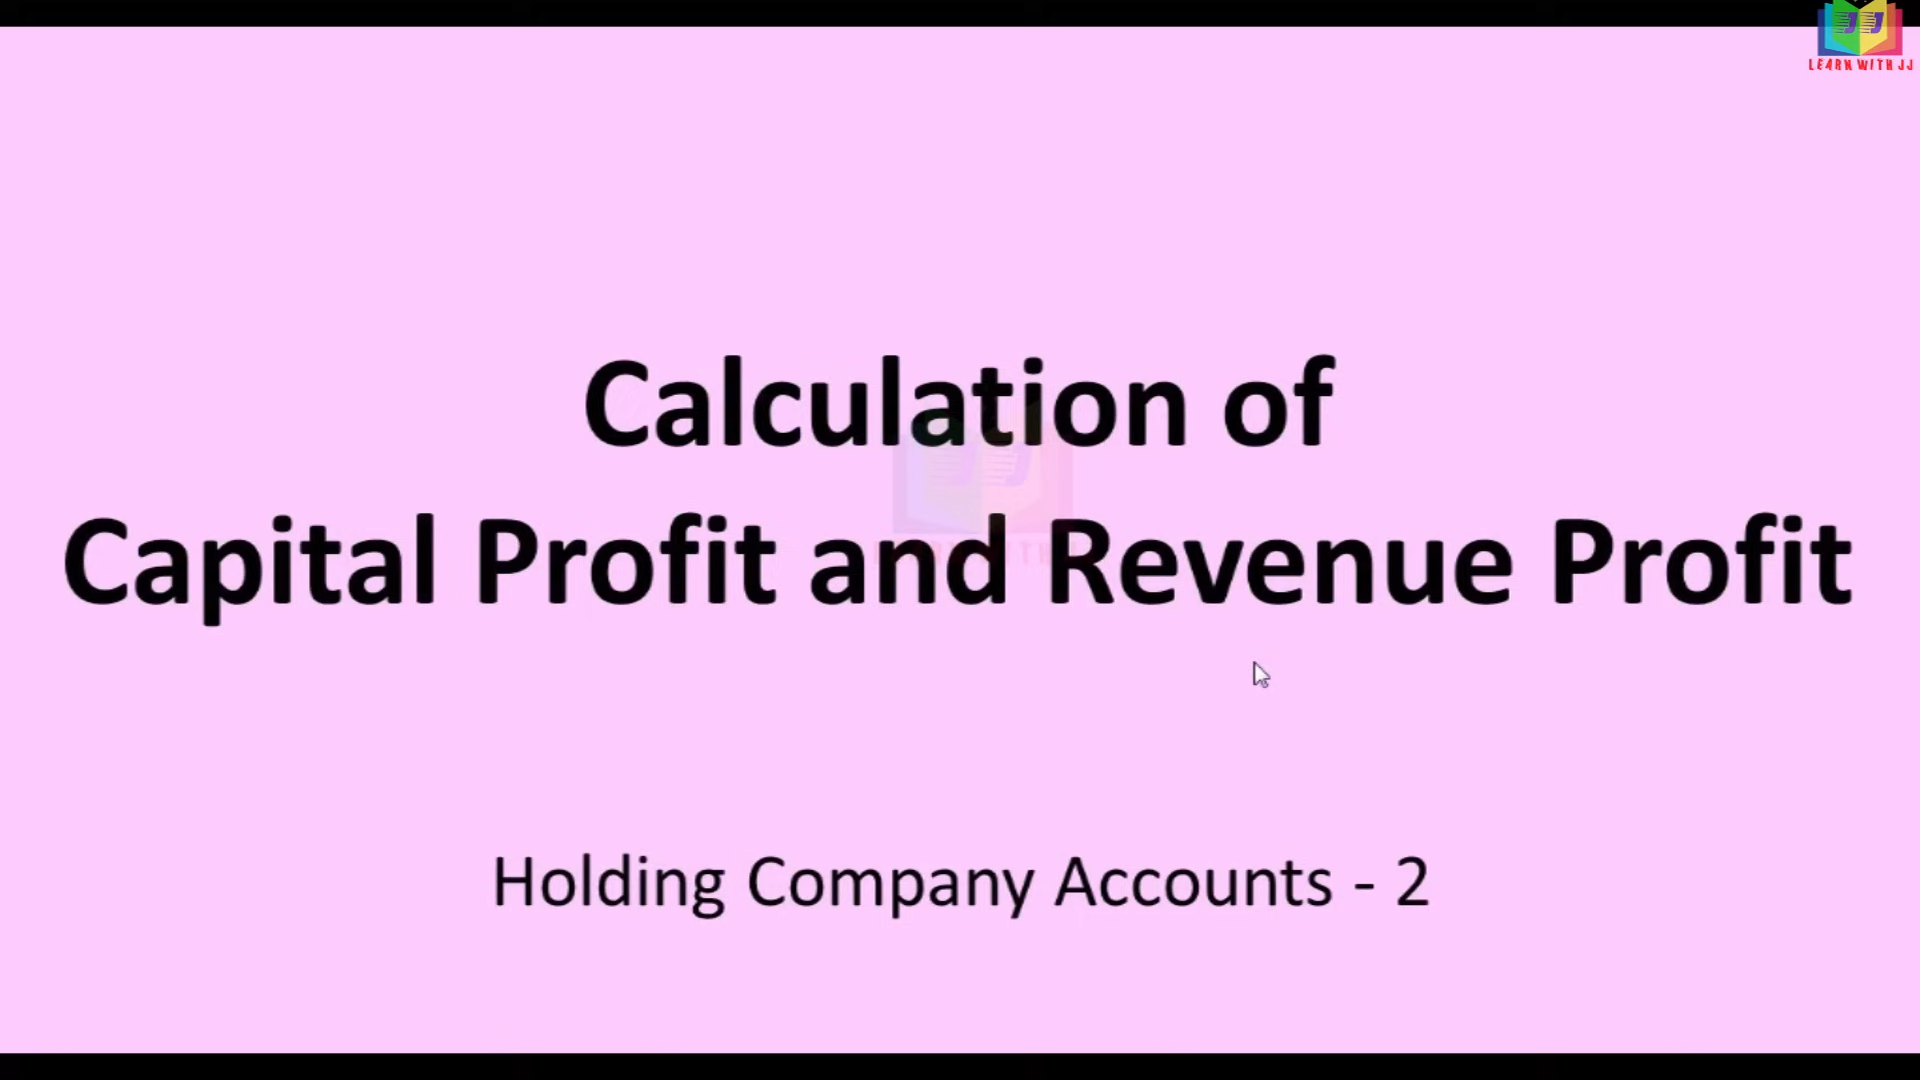 LEARN WITH JJ
Calculation of
Capital Profit and Revenue Profit
Holding Company Accounts - 2